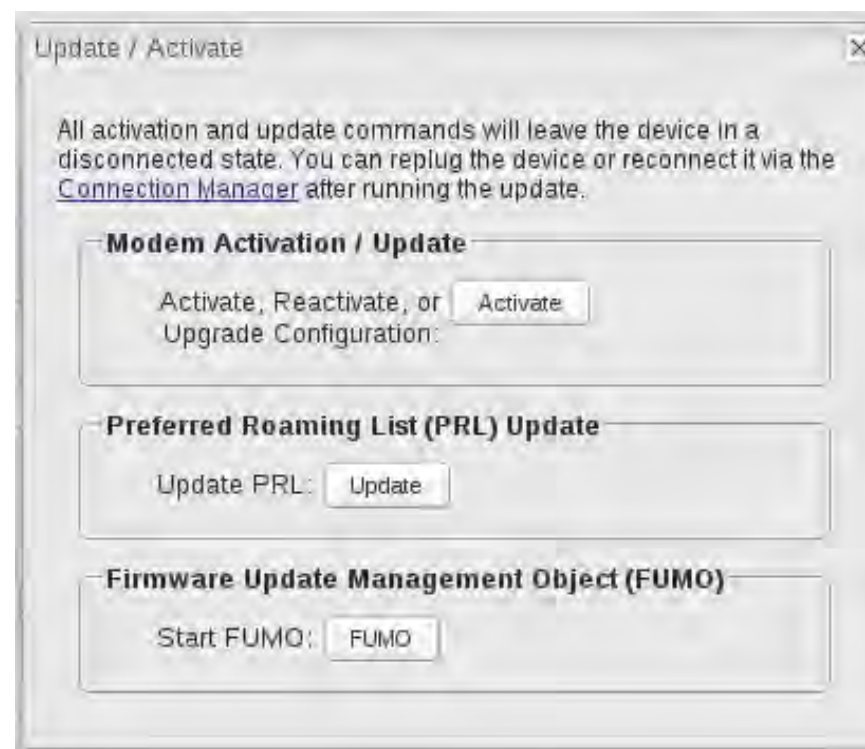 Update / Activate
All activation and update commands will leave the device in a
disconnected state. You can replug the device or reconnect it via the
Connection Manager after running the update.
Modem Activation / Update
Activate, Reactivate, or
Upgrade Configuration:
Activate
Preferred Roaming List (PRL) Update
Update PRL: Update
Firmware Update Management Object (FUMO)
Start FUMO: FUMO